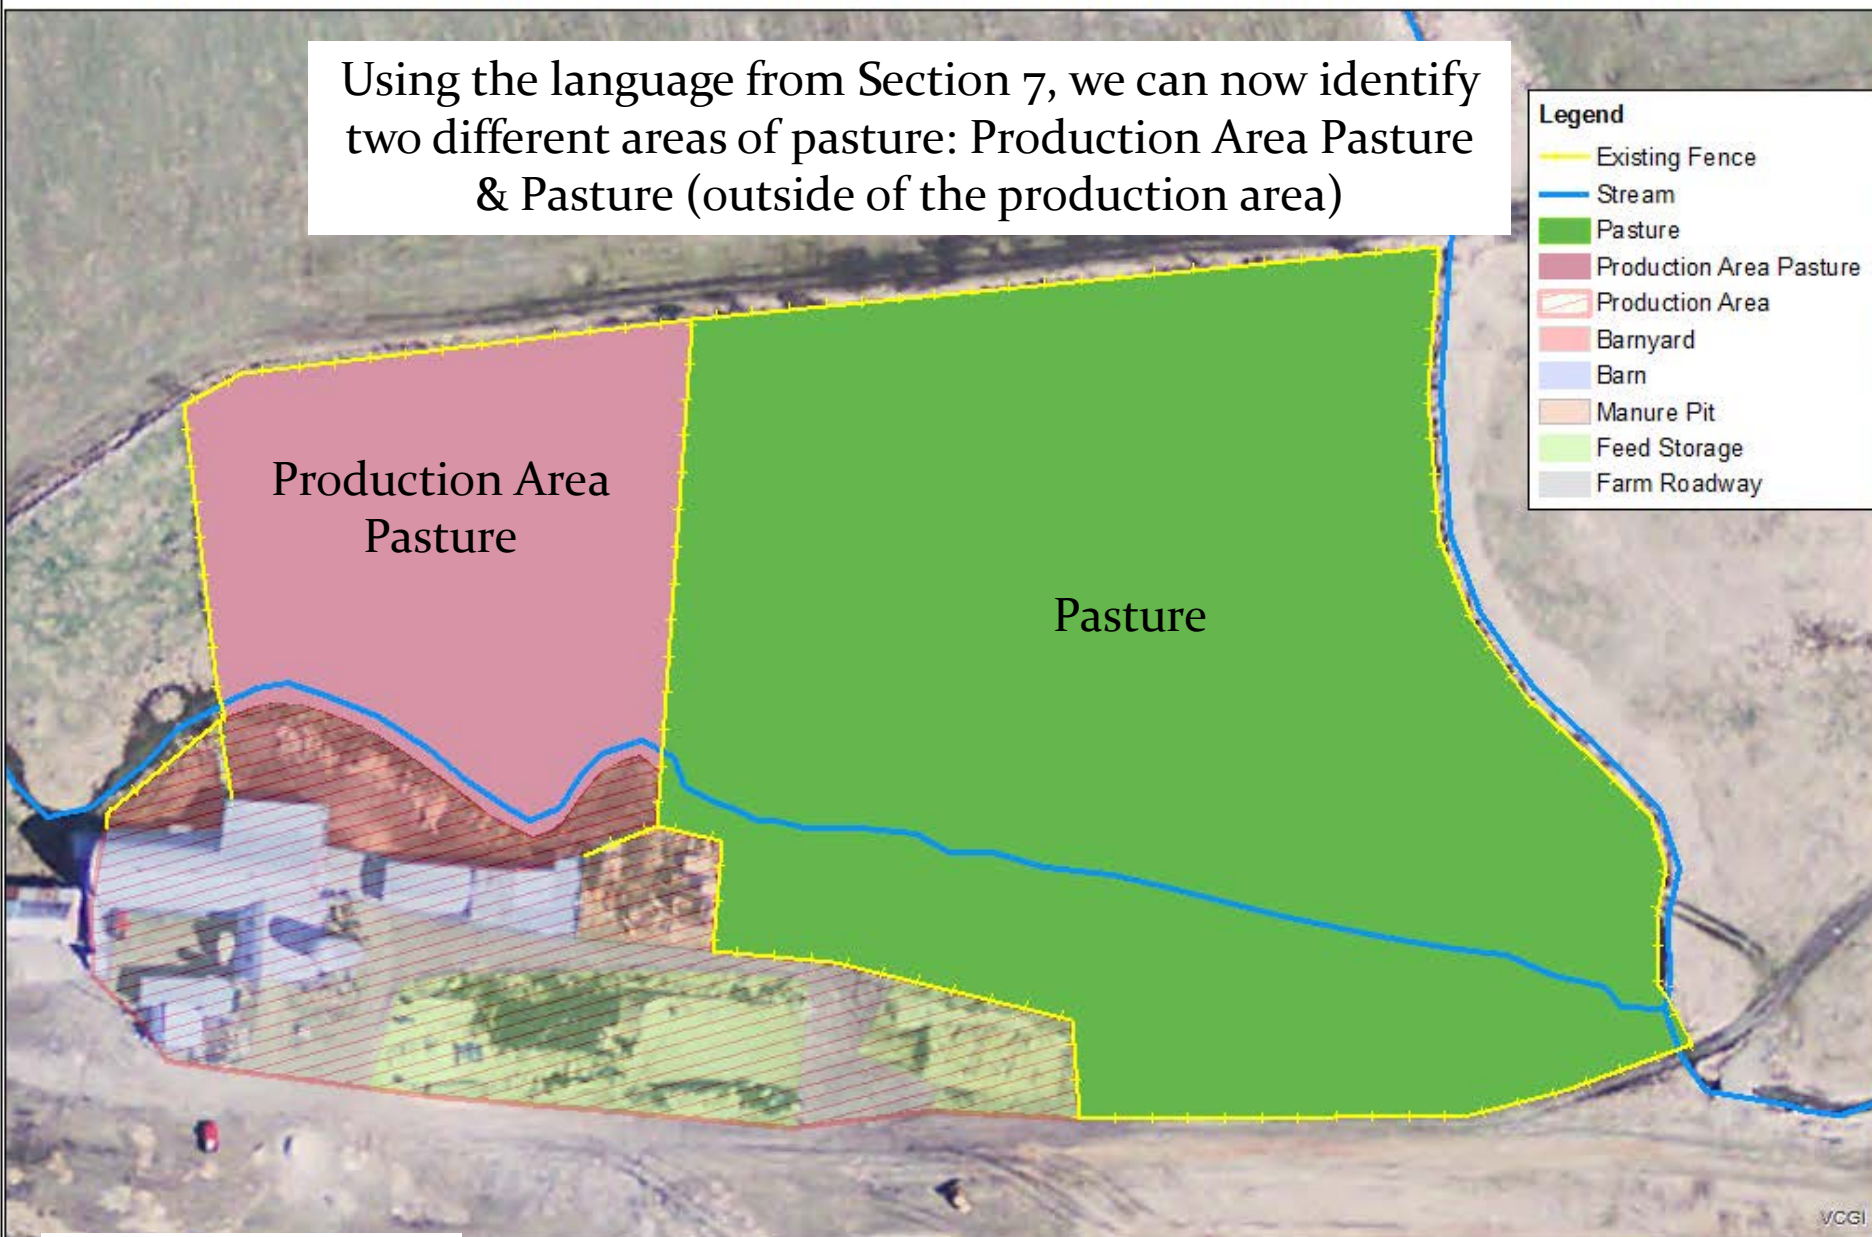 Using the language from Section 7, we can now identify
two different areas of pasture: Production Area Pasture
& Pasture (outside of the production area)
Legend
Existing Fence
Stream
Pasture
Production Area Pasture
Production Area
Barnyard
Barn
Manure Pit
Feed Storage
Farm Roadway
Production Area
Pasture
Pasture
VCGI